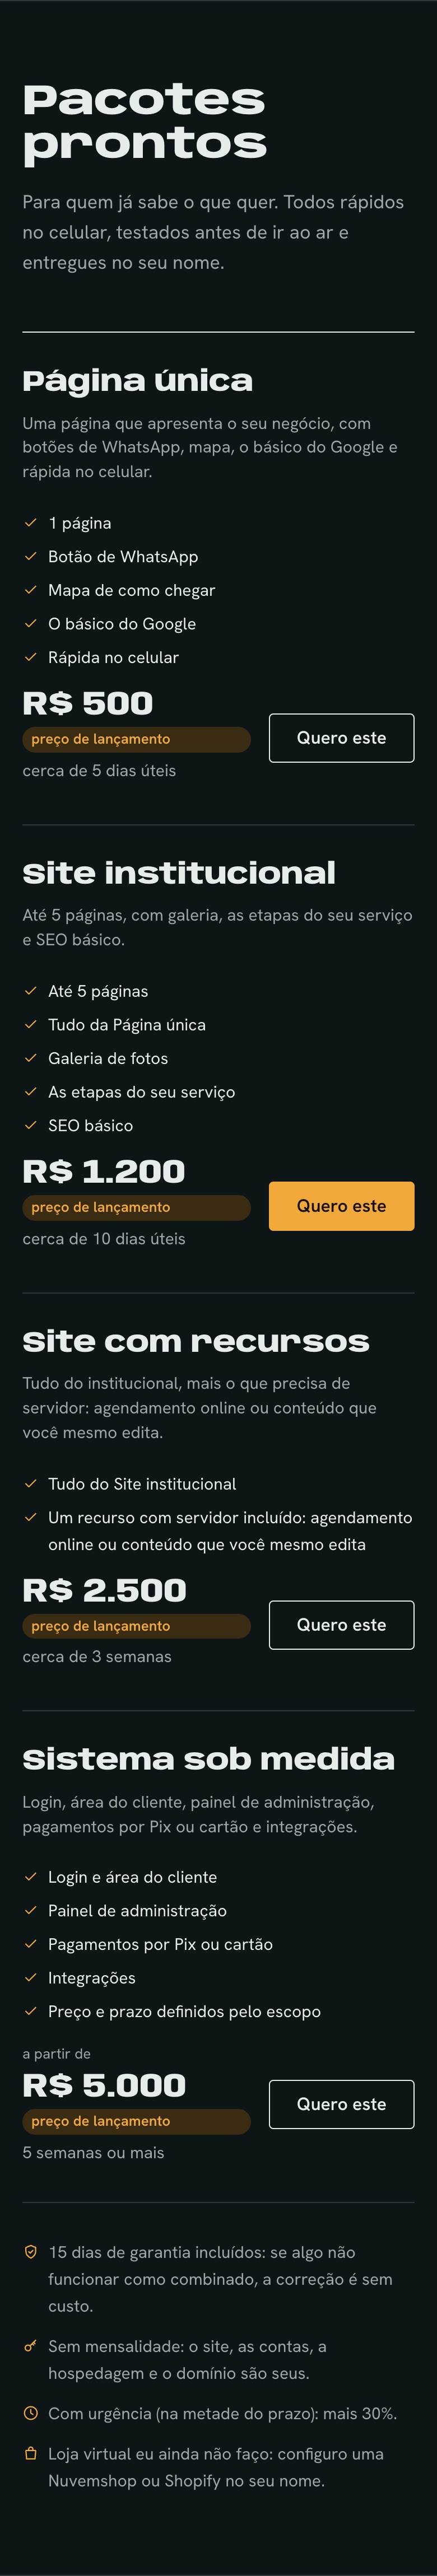 Pacotes
prontos
Para quem já sabe o que quer. Todos rápidos
no celular, testados antes de ir ao ar e
entregues no seu nome.
Página única
Uma página que apresenta o seu negócio, com
botões de WhatsApp, mapa, o básico do Google e
rápida no celular.
1 página
Botão de WhatsApp
Mapa de como chegar
O básico do Google
Rápida no celular
R$ 500
preço de lançamento
Quero este
cerca de 5 dias úteis
Site institucional
Até 5 páginas, com galeria, as etapas do seu serviço
e SEO básico.
Até 5 páginas
Tudo da Página única
Galeria de fotos
As etapas do seu serviço
SEO básico
R$ 1.200
preço de lançamento
Quero este
cerca de 10 dias úteis
Site com recursos
Tudo do institucional, mais o que precisa de
servidor: agendamento online ou conteúdo que
você mesmo edita.
Tudo do Site institucional
Um recurso com servidor incluído: agendamento
online ou conteúdo que você mesmo edita
R$ 2.500
preço de lançamento
Quero este
cerca de 3 semanas
Sistema sob medida
Login, área do cliente, painel de administração,
pagamentos por Pix ou cartão e integrações.
Login e área do cliente
Painel de administração
Pagamentos por Pix ou cartão
Integrações
Preço e prazo definidos pelo escopo
a partir de
R$ 5.000
preço de lançamento
Quero este
5 semanas ou mais
15 dias de garantia incluídos: se algo não
funcionar como combinado, a correção é sem
custo.
Sem mensalidade: o site, as contas, a
hospedagem e o domínio são seus.
Com urgência (na metade do prazo): mais 30%.
Loja virtual eu ainda não faço: configuro uma
Nuvemshop ou Shopify no seu nome.